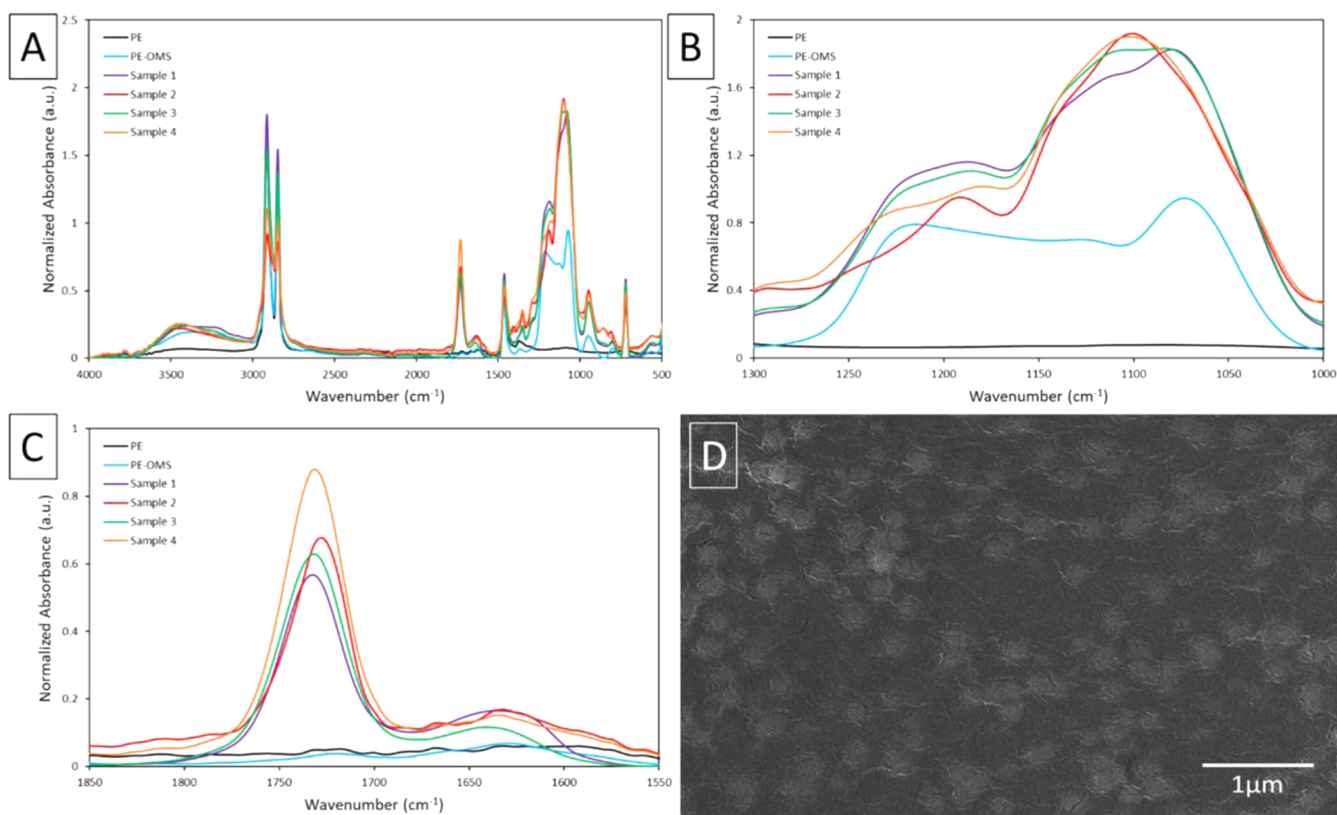 A
PE
PE-OMS
Sample 1
Sample 2
Sample 3
Sample 4
Normalized Absorbance (a.u.)
2.5
2
1.5
1
0.5
0
4000 3500 3000 2500 2000 1500 1000 500
Wavenumber (cm⁻¹)
B
PE
PE-OMS
Sample 1
Sample 2
Sample 3
Sample 4
Normalized Absorbance (a.u.)
2
1.6
1.2
0.8
0.4
0
1300 1250 1200 1150 1100 1050 1000
Wavenumber (cm⁻¹)
C
PE
PE-OMS
Sample 1
Sample 2
Sample 3
Sample 4
Normalized Absorbance (a.u.)
1
0.8
0.6
0.4
0.2
0
1850 1800 1750 1700 1650 1600 1550
Wavenumber (cm⁻¹)
D
1µm